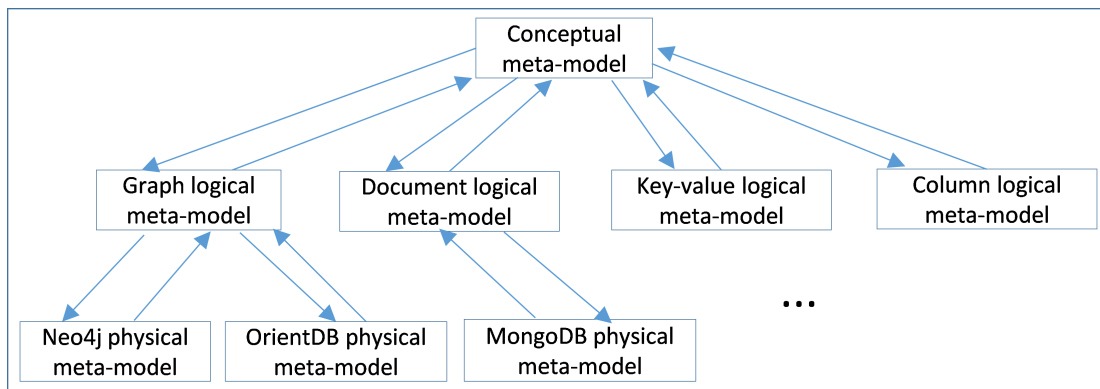 Conceptual
meta-model
Graph logical
meta-model
Document logical
meta-model
Key-value logical
meta-model
Column logical
meta-model
Neo4j physical
meta-model
OrientDB physical
meta-model
MongoDB physical
meta-model
...